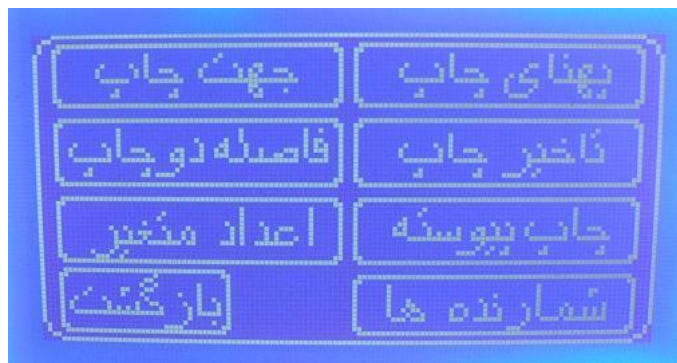 پهنای چاپ
جهت چاپ
تاخیر چاپ
فاصله دو چاپ
چاپ پیوسته
اعداد متغیر
شمارنده ها
بازگشت